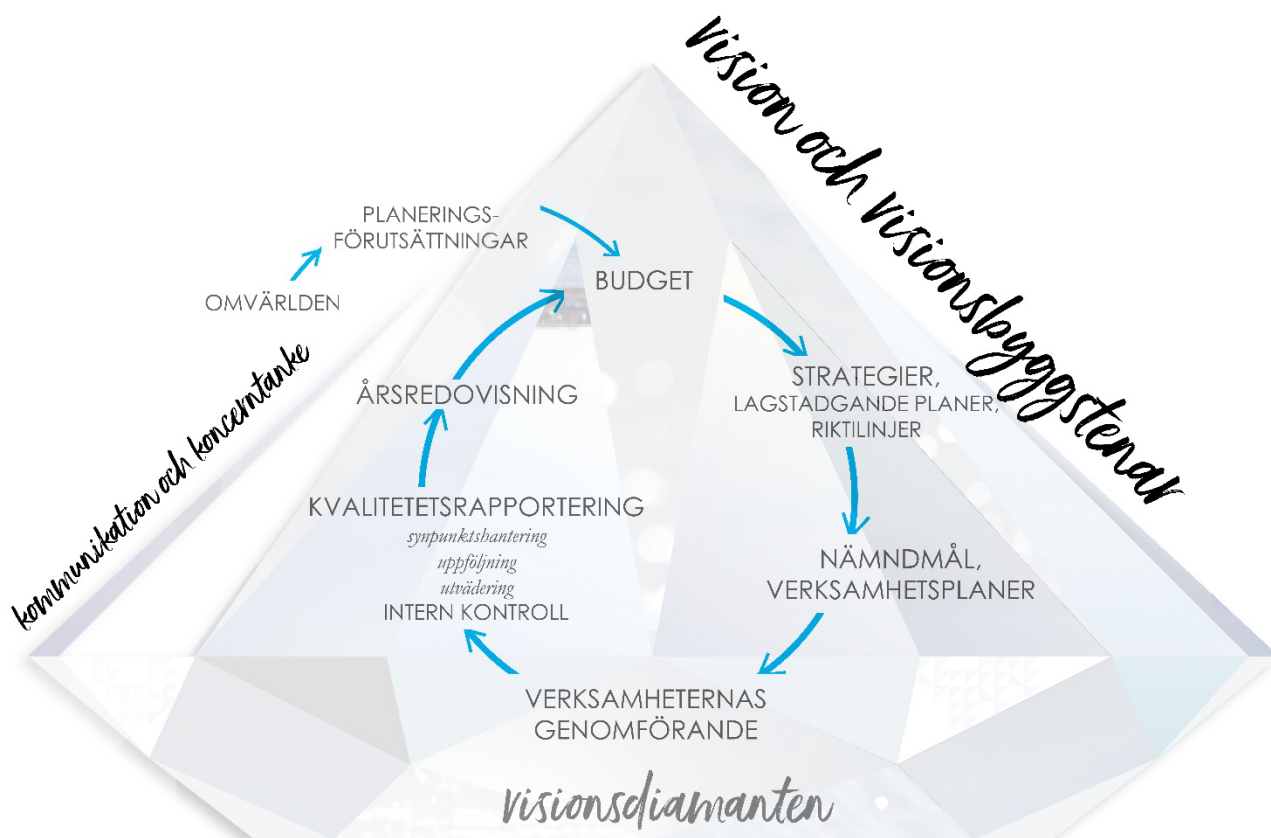 vision och visionsbyggstenar
PLANERINGS-
FÖRUTSÄTTNINGAR
OMVÄRLDEN
BUDGET
kommunikation och koncerntanke
ÅRSREDOVISNING
STRATEGIER,
LAGSTADGANDE PLANER,
RIKTILINJER
KVALITETETSRAPPORTERING
synpunktshantering
uppföljning
utvädering
INTERN KONTROLL
NÄMNDMÅL,
VERKSAMHETSPLANER
VERKSAMHETERNAS
GENOMFÖRANDE
visionsdiamanten